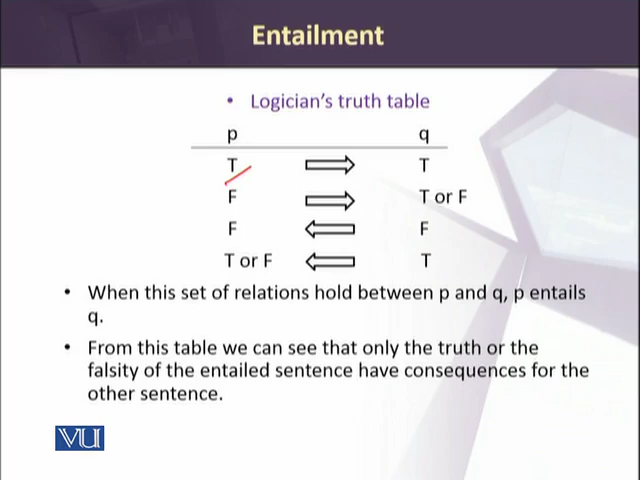 Entailment
• Logician's truth table
p q
T ⇒ T
F ⇒ T or F
F ⇐ F
T or F ⇐ T
• When this set of relations hold between p and q, p entails
q.
• From this table we can see that only the truth or the
falsity of the entailed sentence have consequences for the
other sentence.
VU